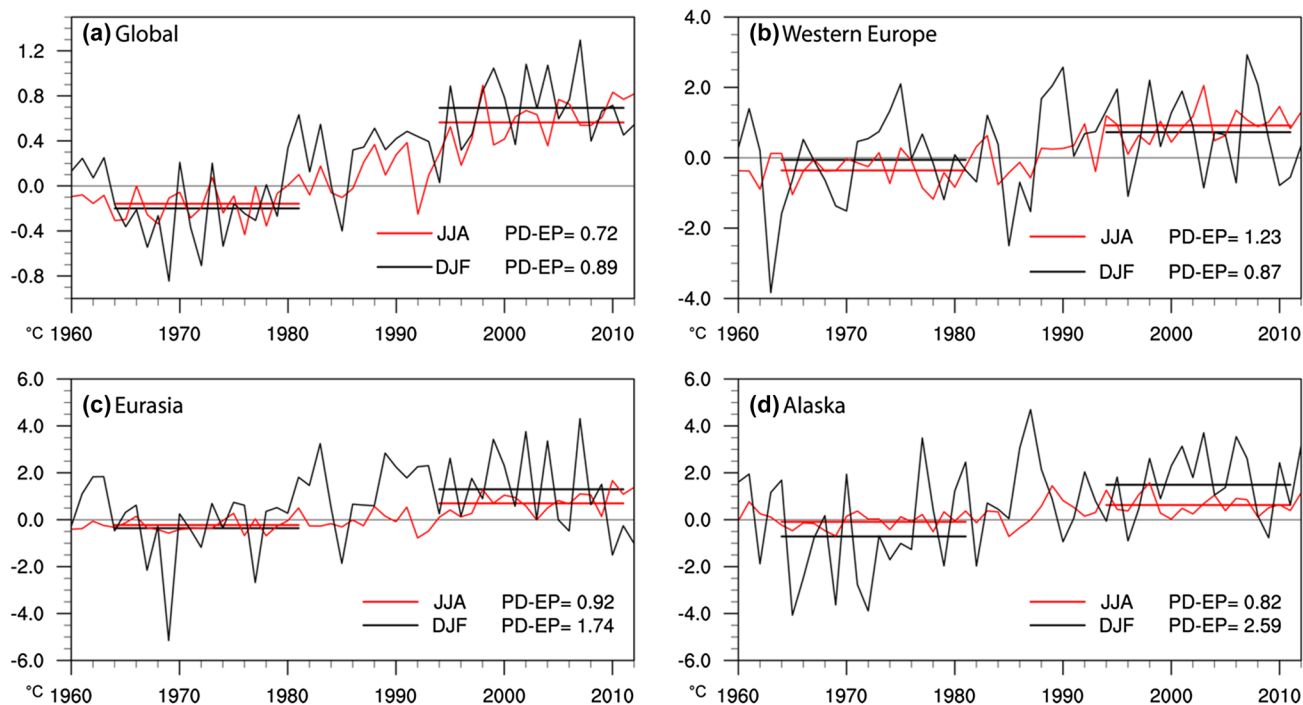 (a) Global
1.2
0.8
0.4
0.0
-0.4
-0.8
JJA PD-EP= 0.72
DJF PD-EP= 0.89
°C 1960 1970 1980 1990 2000 2010
(b) Western Europe
4.0
2.0
0.0
-2.0
-4.0
JJA PD-EP= 1.23
DJF PD-EP= 0.87
°C 1960 1970 1980 1990 2000 2010
(c) Eurasia
6.0
4.0
2.0
0.0
-2.0
-4.0
-6.0
JJA PD-EP= 0.92
DJF PD-EP= 1.74
°C 1960 1970 1980 1990 2000 2010
(d) Alaska
6.0
4.0
2.0
0.0
-2.0
-4.0
-6.0
JJA PD-EP= 0.82
DJF PD-EP= 2.59
°C 1960 1970 1980 1990 2000 2010